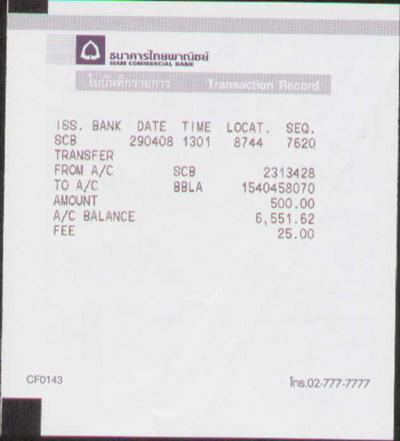 ธนาคารไทยพาณิชย์
SIAM COMMERCIAL BANK
ใบบันทึกรายการ Transaction Record
ISS. BANK DATE TIME LOCAT. SEQ.
SCB 290408 1301 8744 7620
TRANSFER
FROM A/C SCB 2313428
TO A/C BBLA 1540458070
AMOUNT 500.00
A/C BALANCE 6,551.62
FEE 25.00
CF0143 โทร.02-777-7777